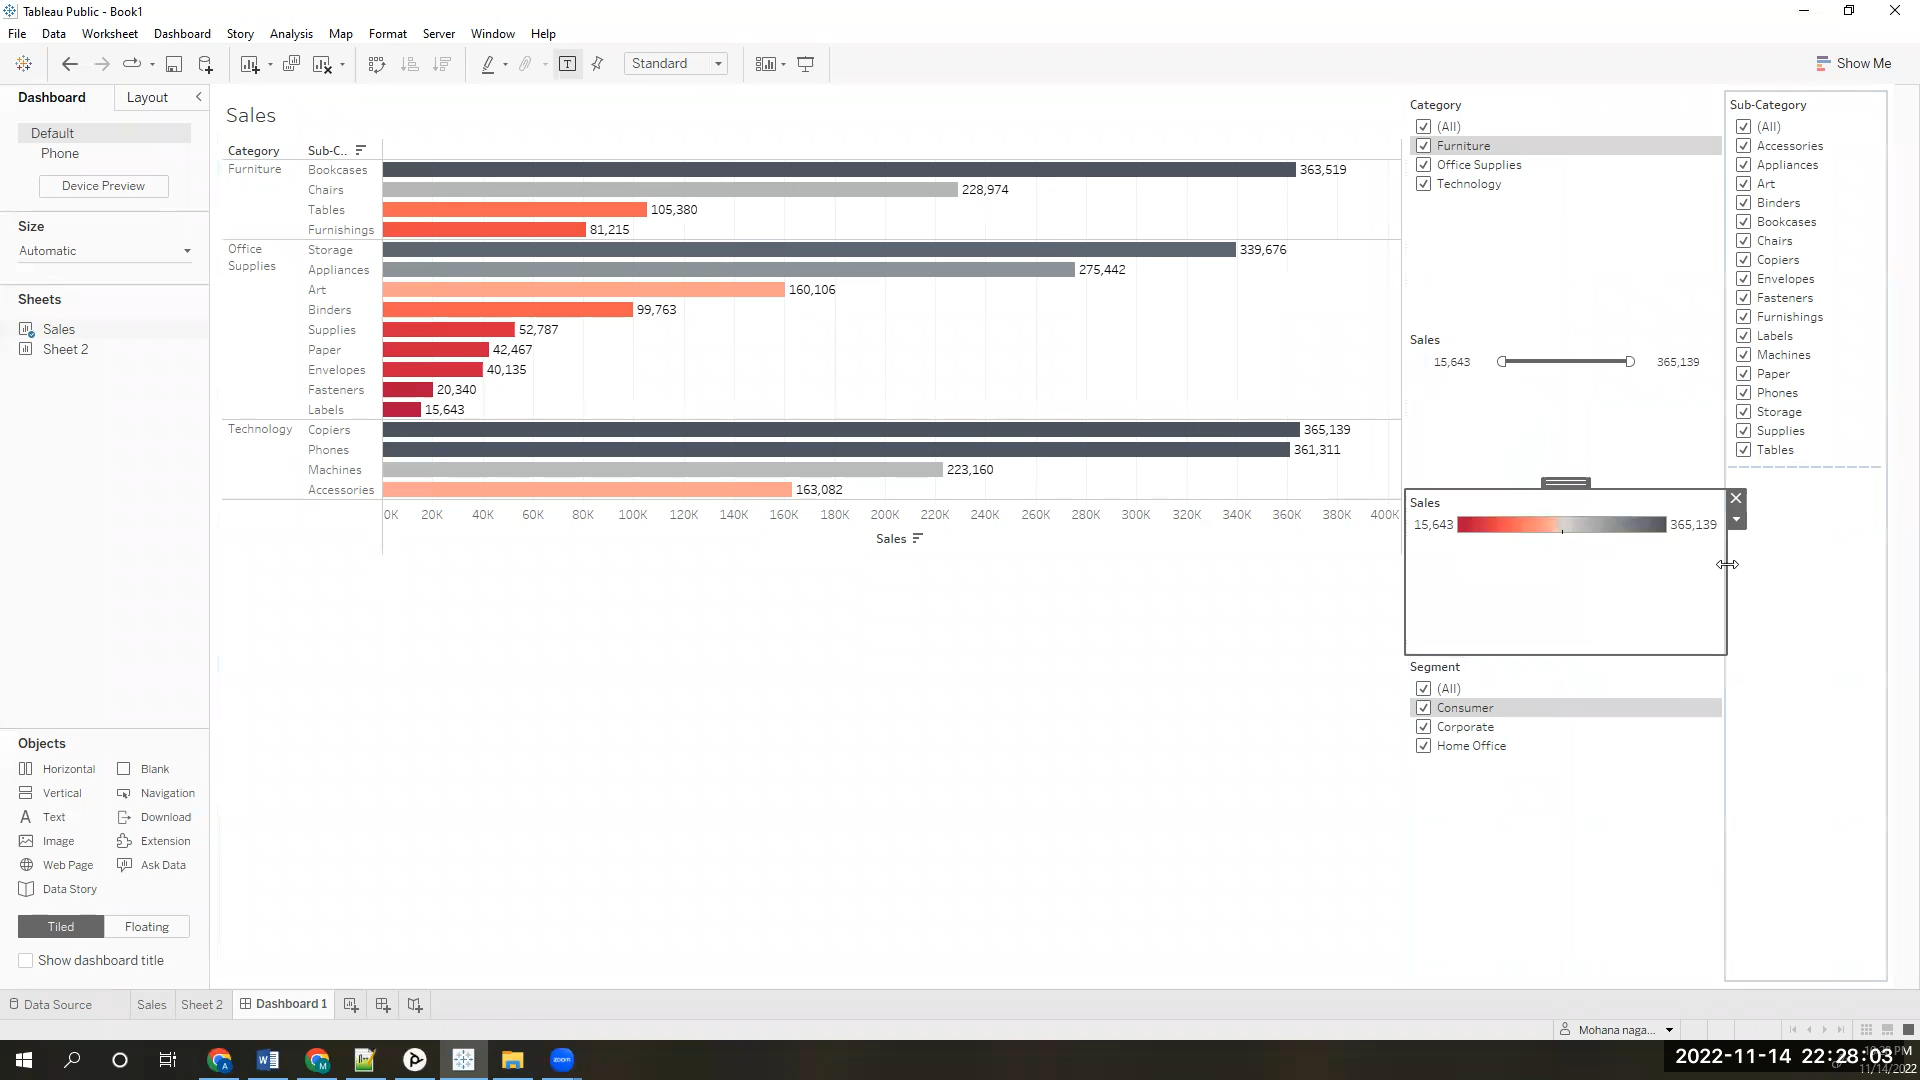 Tableau Public - Book1
File Data Worksheet Dashboard Story Analysis Map Format Server Window Help
Standard
Show Me
Dashboard Layout
Default
Phone
Device Preview
Size
Automatic
Sheets
Sales
Sheet 2
Objects
Horizontal Blank
Vertical Navigation
Text Download
Image Extension
Web Page Ask Data
Data Story
Tiled Floating
Show dashboard title
Sales
Category Sub-C..
Furniture Bookcases 363,519
Chairs 228,974
Tables 105,380
Furnishings 81,215
Office Supplies Storage 339,676
Appliances 275,442
Art 160,106
Binders 99,763
Supplies 52,787
Paper 42,467
Envelopes 40,135
Fasteners 20,340
Labels 15,643
Technology Copiers 365,139
Phones 361,311
Machines 223,160
Accessories 163,082
0K 20K 40K 60K 80K 100K 120K 140K 160K 180K 200K 220K 240K 260K 280K 300K 320K 340K 360K 380K 400K
Sales
Category
(All)
Furniture
Office Supplies
Technology
Sales
15,643 365,139
Sales
15,643 365,139
Segment
(All)
Consumer
Corporate
Home Office
Sub-Category
(All)
Accessories
Appliances
Art
Binders
Bookcases
Chairs
Copiers
Envelopes
Fasteners
Furnishings
Labels
Machines
Paper
Phones
Storage
Supplies
Tables
Data Source Sales Sheet 2 Dashboard 1
Mohana naga...
zoom
2022-11-14 22:28:03
11/14/2022